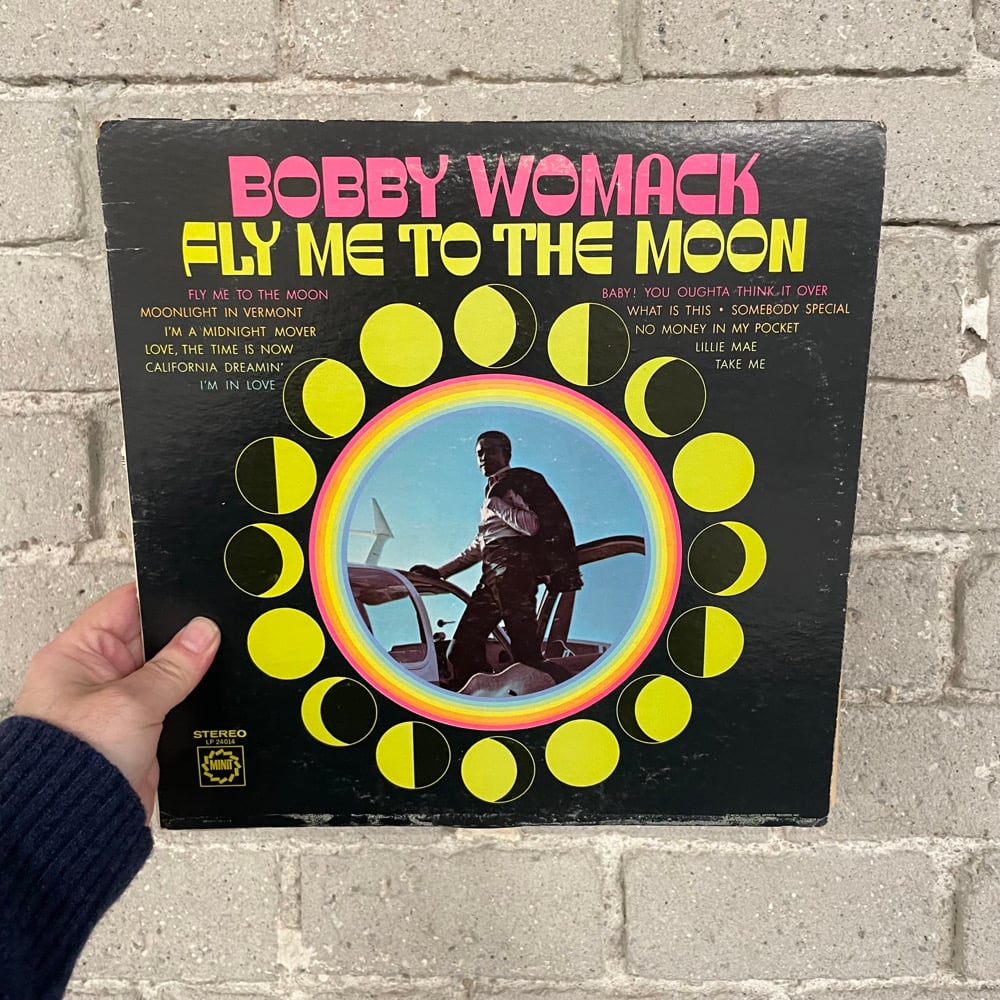 BOBBY WOMACK
FLY ME TO THE MOON
FLY ME TO THE MOON
MOONLIGHT IN VERMONT
I'M A MIDNIGHT MOVER
LOVE, THE TIME IS NOW
CALIFORNIA DREAMIN'
I'M IN LOVE
BABY! YOU OUGHTA THINK IT OVER
WHAT IS THIS • SOMEBODY SPECIAL
NO MONEY IN MY POCKET
LILLIE MAE
TAKE ME
STEREO
LP 24014
MINIT